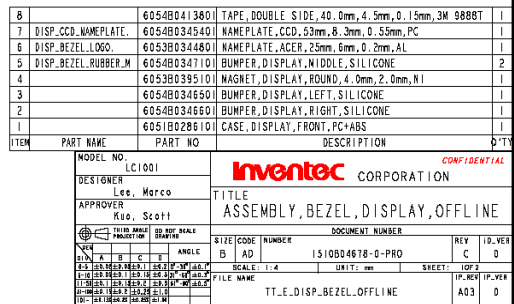 8 6054B0413801 TAPE,DOUBLE SIDE,40.0mm,4.5mm,0.15mm,3M 9888T 1
7 DISP_CCD_NAMEPLATE. 6054B0345401 NAMEPLATE,CCD,53mm,8.3mm,0.55mm,PC 1
6 DISP_BEZEL_LOGO. 6053B0344801 NAMEPLATE,ACER,25mm,6mm,0.2mm,AL 1
5 DISP_BEZEL_RUBBER_M 6054B0347101 BUMPER,DISPLAY,MIDDLE,SILICONE 2
4 6053B0395101 MAGNET,DISPLAY,ROUND,4.0mm,2.0mm,NI 1
3 6054B0346501 BUMPER,DISPLAY,LEFT,SILICONE 1
2 6054B0346601 BUMPER,DISPLAY,RIGHT,SILICONE 1
1 6051B0286101 CASE,DISPLAY,FRONT,PC+ABS 1
ITEM PART NAME PART NO DESCRIPTION Q'TY
MODEL NO.
LC1001
CONFIDENTIAL
Inventec CORPORATION
DESIGNER
Lee, Marco
TITLE
ASSEMBLY,BEZEL,DISPLAY,OFFLINE
APPROVER
Kuo, Scott
THIRD ANGLE PROJECTION
DO NOT SCALE DRAWING
DOCUMENT NUMBER
SIZE CODE NUMBER REV ID_VER
B AD 1510B04678-0-PRO C 0
A B C D ANGLE
SCALE: 1:4 UNIT: mm SHEET: 1OF2
FILE NAME IP_REV IP_VER
TT_E_DISP_BEZEL_OFFLINE A03 0